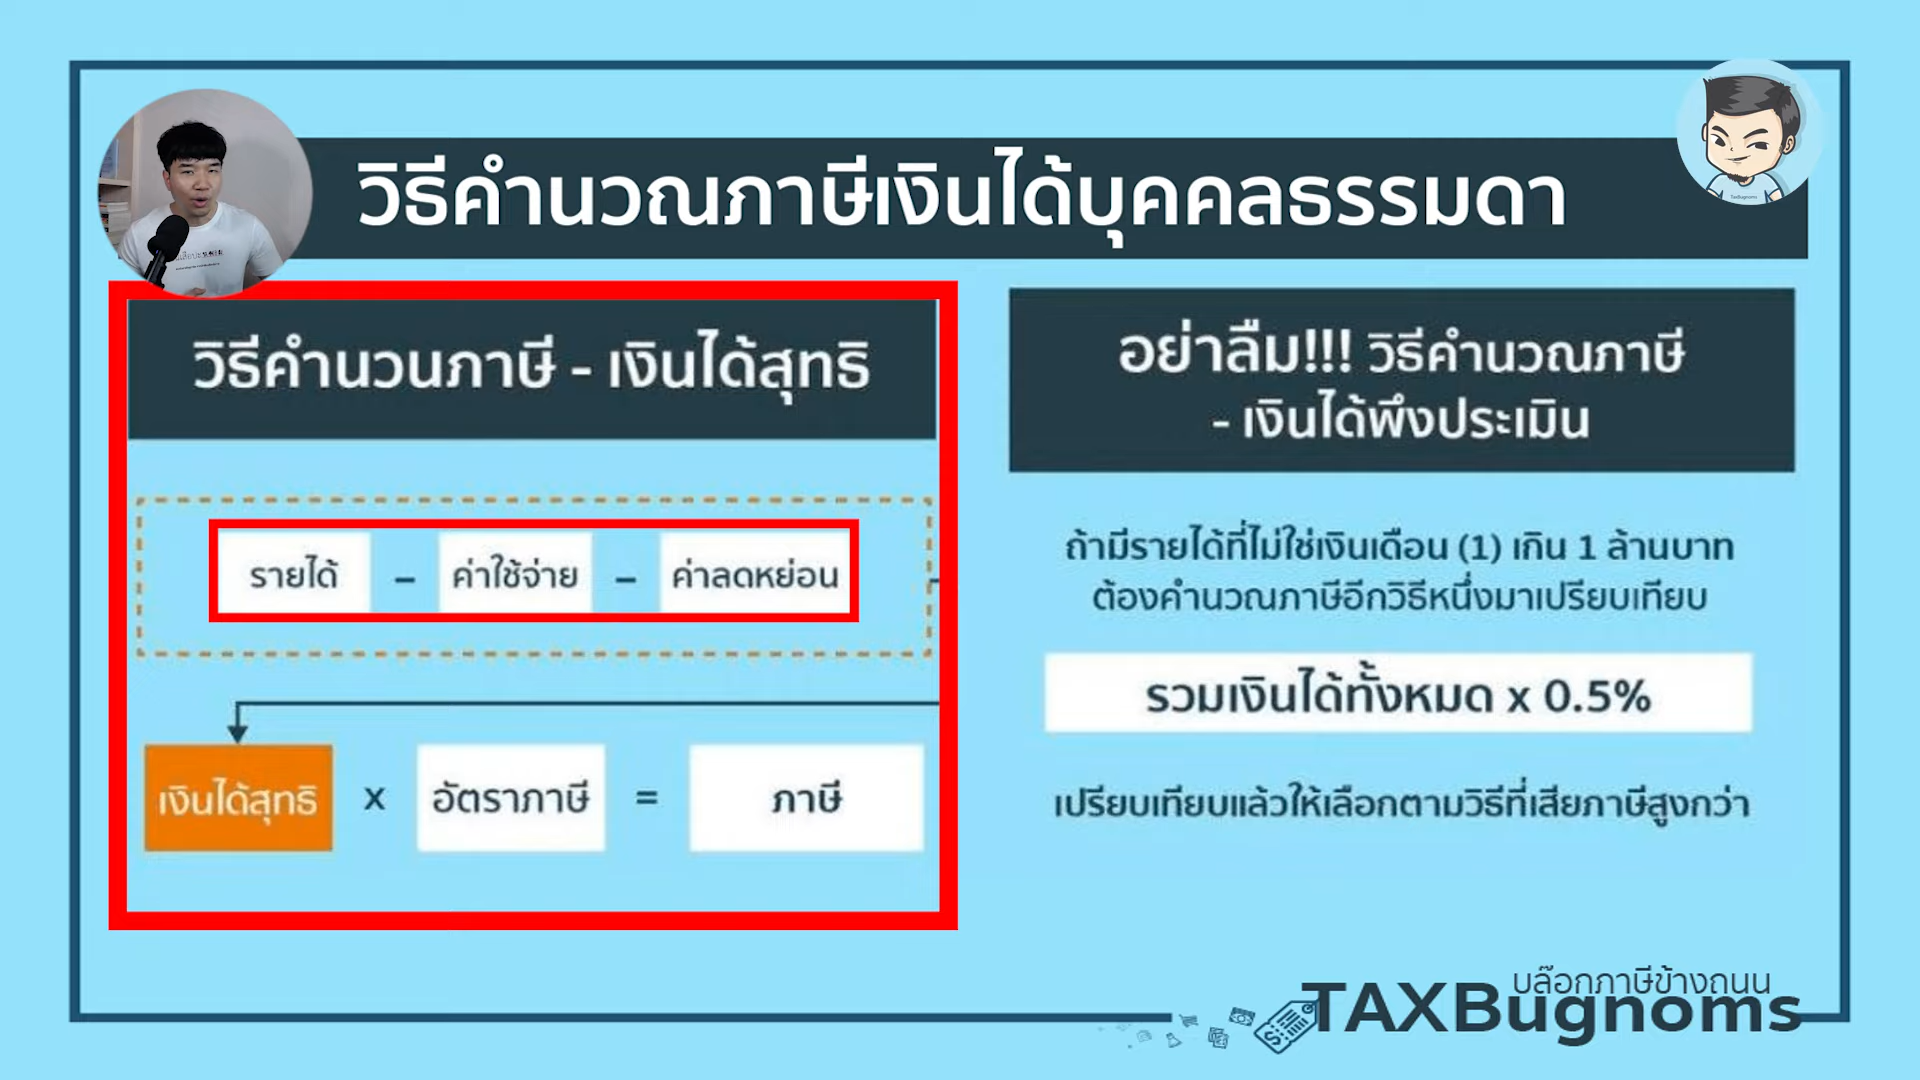 วิธีคำนวณภาษีเงินได้บุคคลธรรมดา
วิธีคำนวนภาษี - เงินได้สุทธิ
รายได้ - ค่าใช้จ่าย - ค่าลดหย่อน
เงินได้สุทธิ x อัตราภาษี = ภาษี
อย่าลืม!!! วิธีคำนวณภาษี
- เงินได้พึงประเมิน
ถ้ามีรายได้ที่ไม่ใช่เงินเดือน (1) เกิน 1 ล้านบาท
ต้องคำนวณภาษีอีกวิธีหนึ่งมาเปรียบเทียบ
รวมเงินได้ทั้งหมด x 0.5%
เปรียบเทียบแล้วให้เลือกตามวิธีที่เสียภาษีสูงกว่า
บล๊อกภาษีข้างถนน
TAXBugnoms